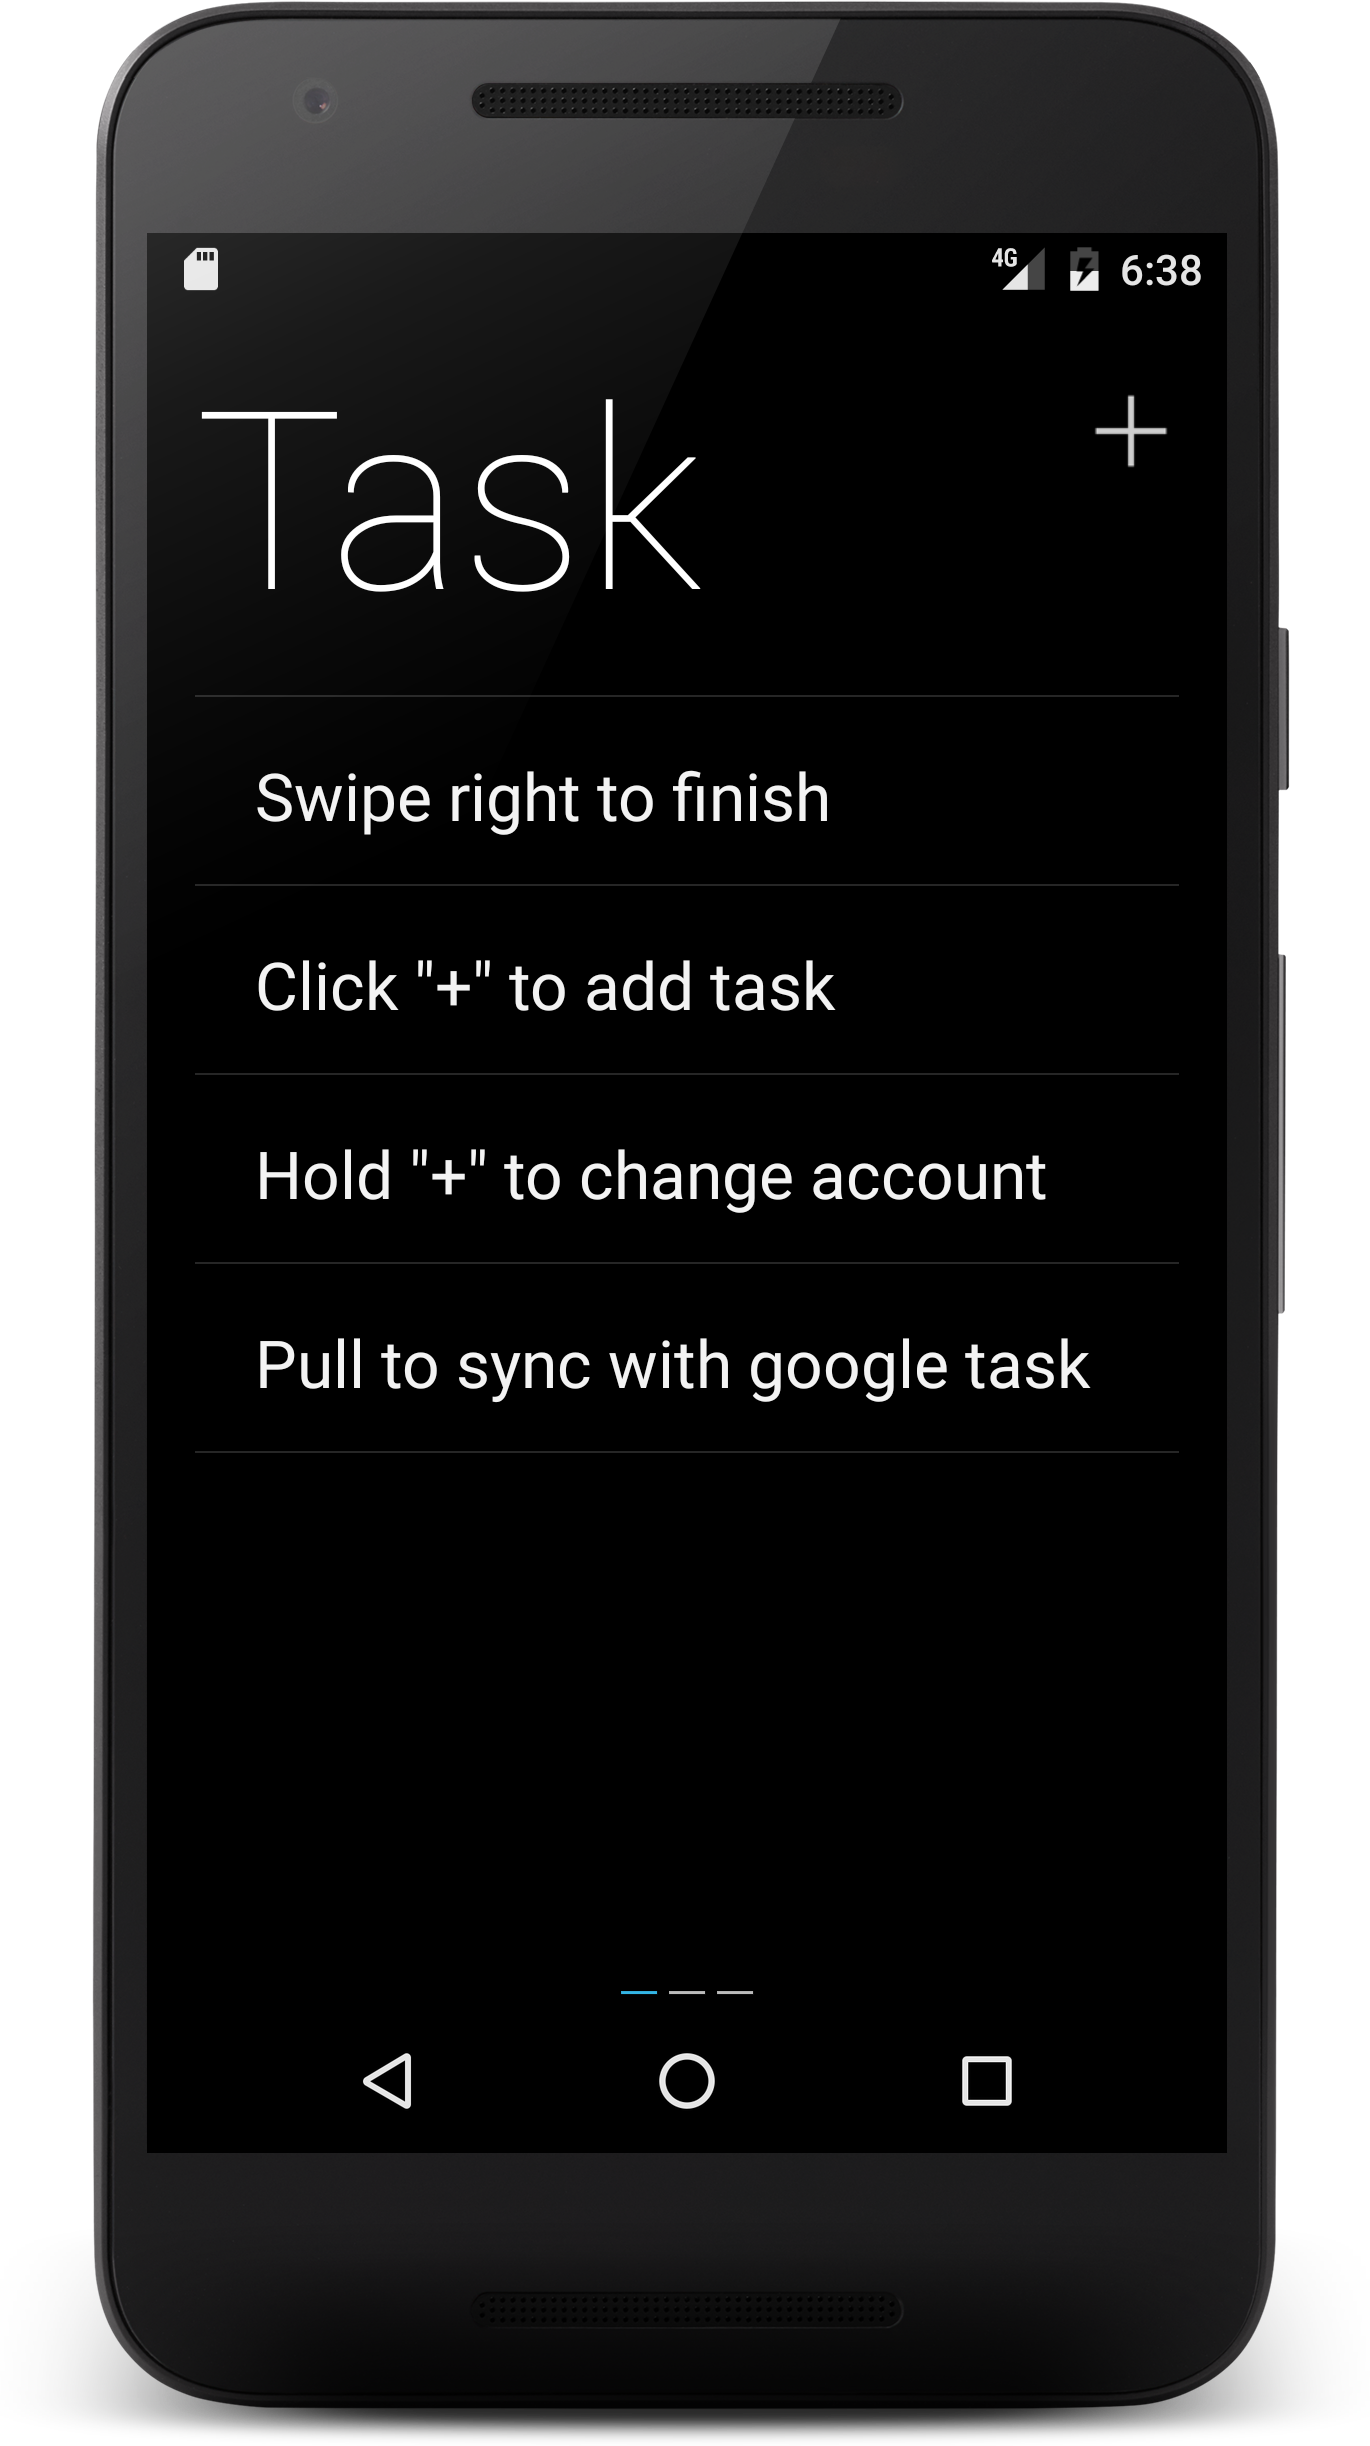 4G 6:38
Task
Swipe right to finish
Click "+" to add task
Hold "+" to change account
Pull to sync with google task